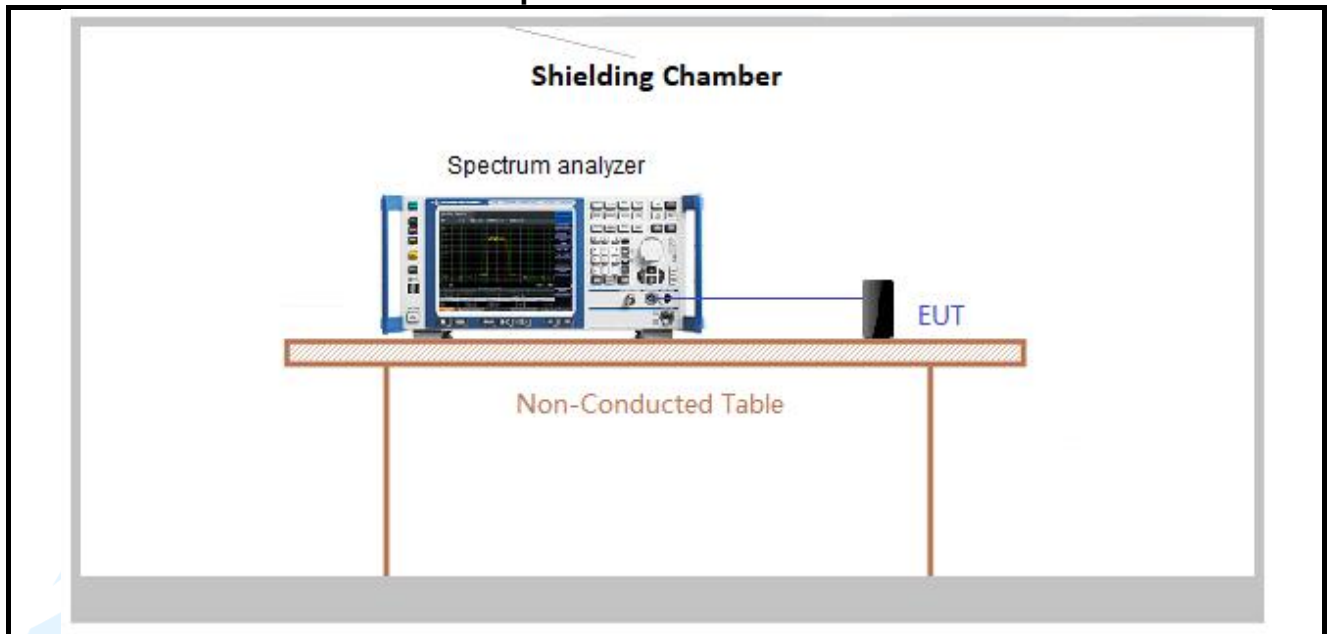 Shielding Chamber
Spectrum analyzer
EUT
Non-Conducted Table